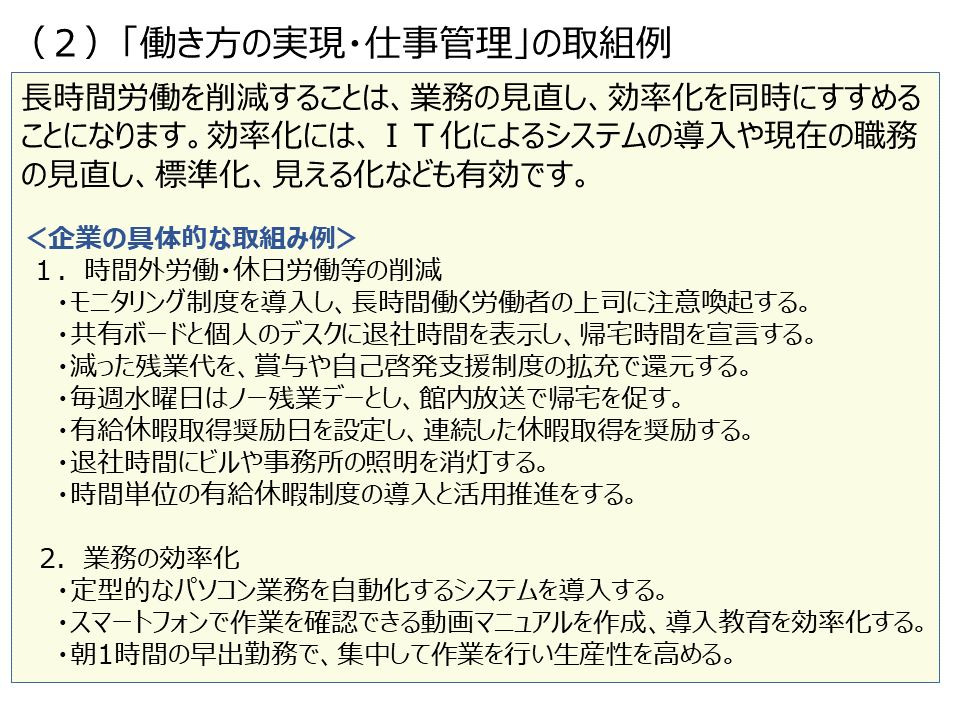 （２）「働き方の実現・仕事管理」の取組例
長時間労働を削減することは、業務の見直し、効率化を同時にすすめる
ことになります。効率化には、ＩＴ化によるシステムの導入や現在の職務
の見直し、標準化、見える化なども有効です。
＜企業の具体的な取組み例＞
１．時間外労働・休日労働等の削減
・モニタリング制度を導入し、長時間働く労働者の上司に注意喚起する。
・共有ボードと個人のデスクに退社時間を表示し、帰宅時間を宣言する。
・減った残業代を、賞与や自己啓発支援制度の拡充で還元する。
・毎週水曜日はノー残業デーとし、館内放送で帰宅を促す。
・有給休暇取得奨励日を設定し、連続した休暇取得を奨励する。
・退社時間にビルや事務所の照明を消灯する。
・時間単位の有給休暇制度の導入と活用推進をする。
2．業務の効率化
・定型的なパソコン業務を自動化するシステムを導入する。
・スマートフォンで作業を確認できる動画マニュアルを作成、導入教育を効率化する。
・朝1時間の早出勤務で、集中して作業を行い生産性を高める。